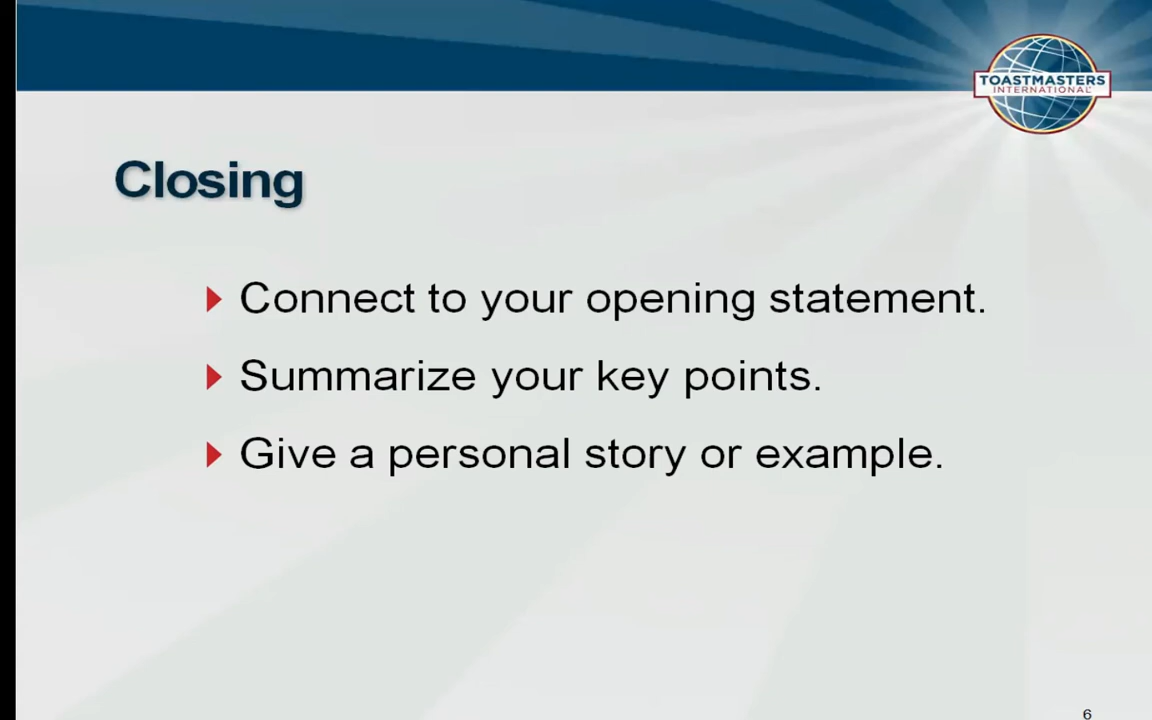 TOASTMASTERS
INTERNATIONAL
Closing
Connect to your opening statement.
Summarize your key points.
Give a personal story or example.
6